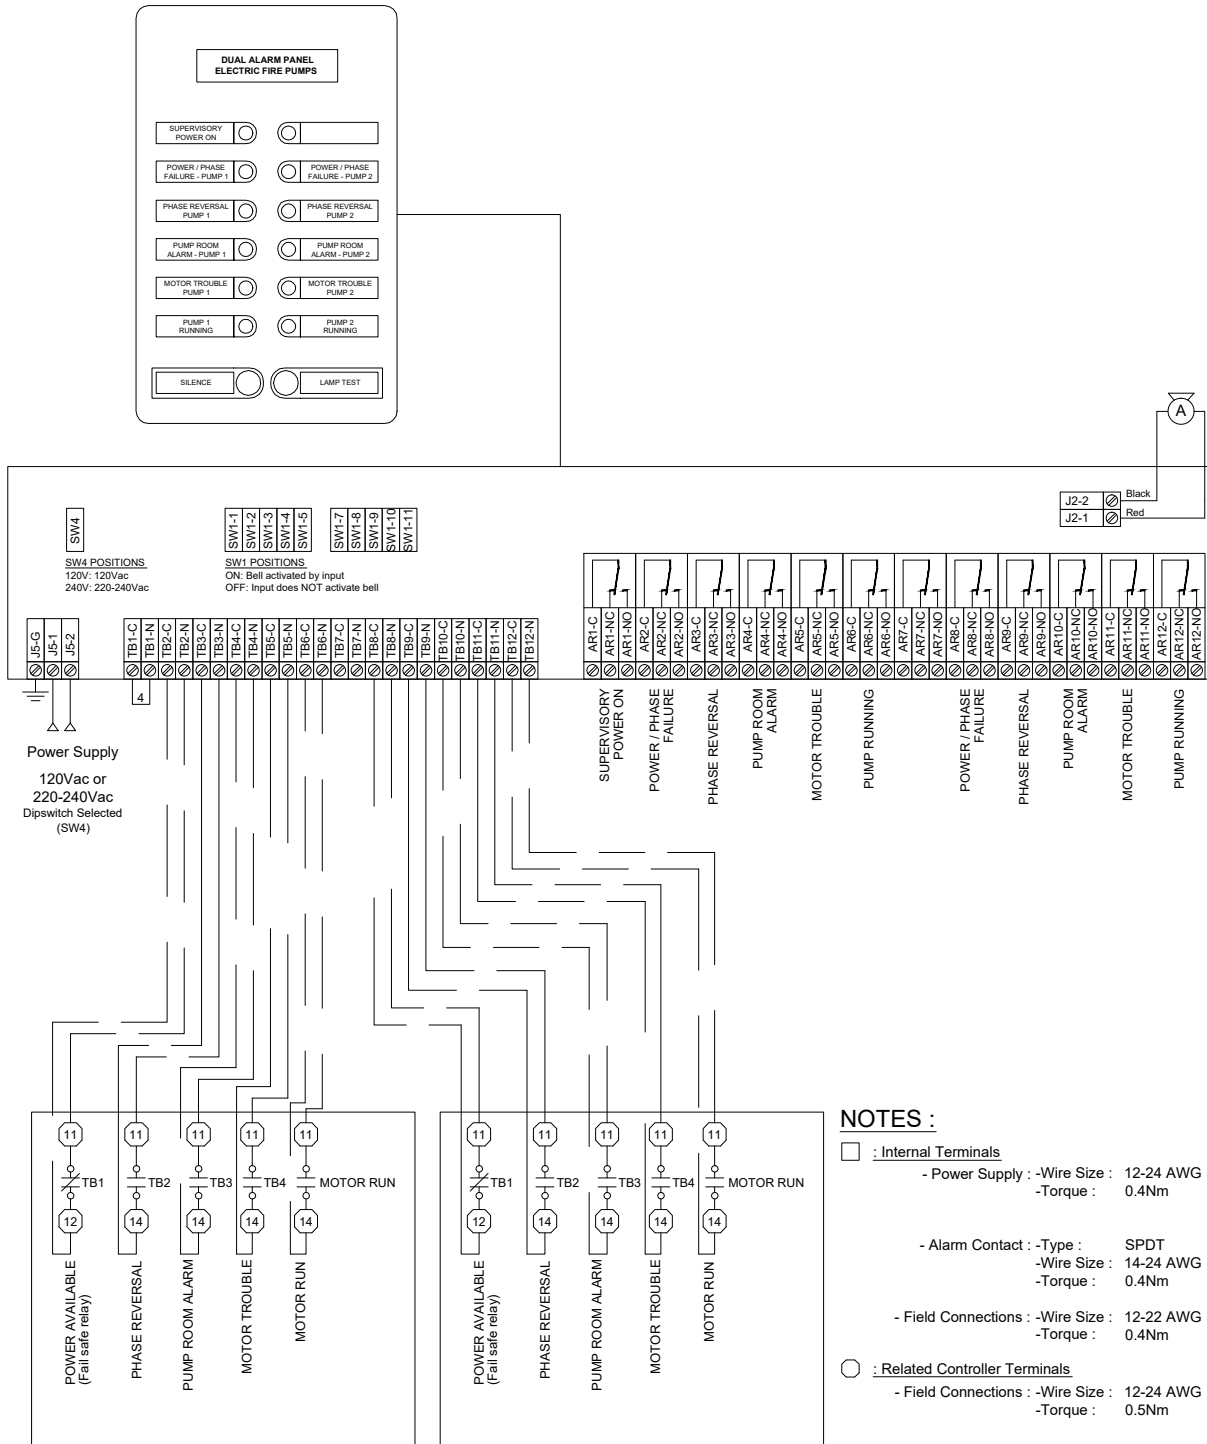 DUAL ALARM PANEL
ELECTRIC FIRE PUMPS
SUPERVISORY
POWER ON
POWER / PHASE
FAILURE - PUMP 1
POWER / PHASE
FAILURE - PUMP 2
PHASE REVERSAL
PUMP 1
PHASE REVERSAL
PUMP 2
PUMP ROOM
ALARM - PUMP 1
PUMP ROOM
ALARM - PUMP 2
MOTOR TROUBLE
PUMP 1
MOTOR TROUBLE
PUMP 2
PUMP 1
RUNNING
PUMP 2
RUNNING
SILENCE
LAMP TEST
A
J2-2
Black
J2-1
Red
SW4
SW4 POSITIONS
120V: 120Vac
240V: 220-240Vac
SW1-1
SW1-2
SW1-3
SW1-4
SW1-5
SW1-7
SW1-8
SW1-9
SW1-10
SW1-11
SW1 POSITIONS
ON: Bell activated by input
OFF: Input does NOT activate bell
J5-G
J5-1
J5-2
TB1-C
TB1-N
TB2-C
TB2-N
TB3-C
TB3-N
TB4-C
TB4-N
TB5-C
TB5-N
TB6-C
TB6-N
TB7-C
TB7-N
TB8-C
TB8-N
TB9-C
TB9-N
TB10-C
TB10-N
TB11-C
TB11-N
TB12-C
TB12-N
AR1-C
AR1-NC
AR1-NO
AR2-C
AR2-NC
AR2-NO
AR3-C
AR3-NC
AR3-NO
AR4-C
AR4-NC
AR4-NO
AR5-C
AR5-NC
AR5-NO
AR6-C
AR6-NC
AR6-NO
AR7-C
AR7-NC
AR7-NO
AR8-C
AR8-NC
AR8-NO
AR9-C
AR9-NC
AR9-NO
AR10-C
AR10-NC
AR10-NO
AR11-C
AR11-NC
AR11-NO
AR12-C
AR12-NC
AR12-NO
4
Power Supply
120Vac or
220-240Vac
Dipswitch Selected
(SW4)
SUPERVISORY
POWER ON
POWER / PHASE
FAILURE
PHASE REVERSAL
PUMP ROOM
ALARM
MOTOR TROUBLE
PUMP RUNNING
POWER / PHASE
FAILURE
PHASE REVERSAL
PUMP ROOM
ALARM
MOTOR TROUBLE
PUMP RUNNING
11
11
11
11
11
TB1
TB2
TB3
TB4
MOTOR RUN
12
14
14
14
14
POWER AVAILABLE
(Fail safe relay)
PHASE REVERSAL
PUMP ROOM ALARM
MOTOR TROUBLE
MOTOR RUN
11
11
11
11
11
TB1
TB2
TB3
TB4
MOTOR RUN
12
14
14
14
14
POWER AVAILABLE
(Fail safe relay)
PHASE REVERSAL
PUMP ROOM ALARM
MOTOR TROUBLE
MOTOR RUN
NOTES :
: Internal Terminals
- Power Supply : -Wire Size : 12-24 AWG
-Torque : 0.4Nm
- Alarm Contact : -Type : SPDT
-Wire Size : 14-24 AWG
-Torque : 0.4Nm
- Field Connections : -Wire Size : 12-22 AWG
-Torque : 0.4Nm
: Related Controller Terminals
- Field Connections : -Wire Size : 12-24 AWG
-Torque : 0.5Nm